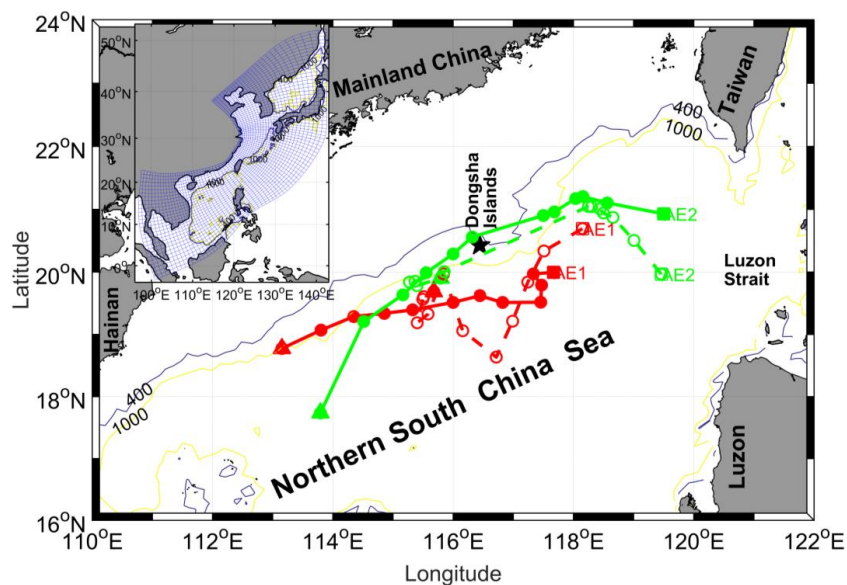 24°N
22°N
20°N
18°N
16°N
110°E
112°E
114°E
116°E
118°E
120°E
122°E
Latitude
Longitude
50°N
40°N
30°N
20°N
10°N
0°N
100°E
110°E
120°E
130°E
140°E
1000
Mainland China
Taiwan
400
1000
Dongsha
Islands
AE2
AE1
AE1
AE2
Luzon
Strait
Hainan
400
1000
Northern South China Sea
Luzon